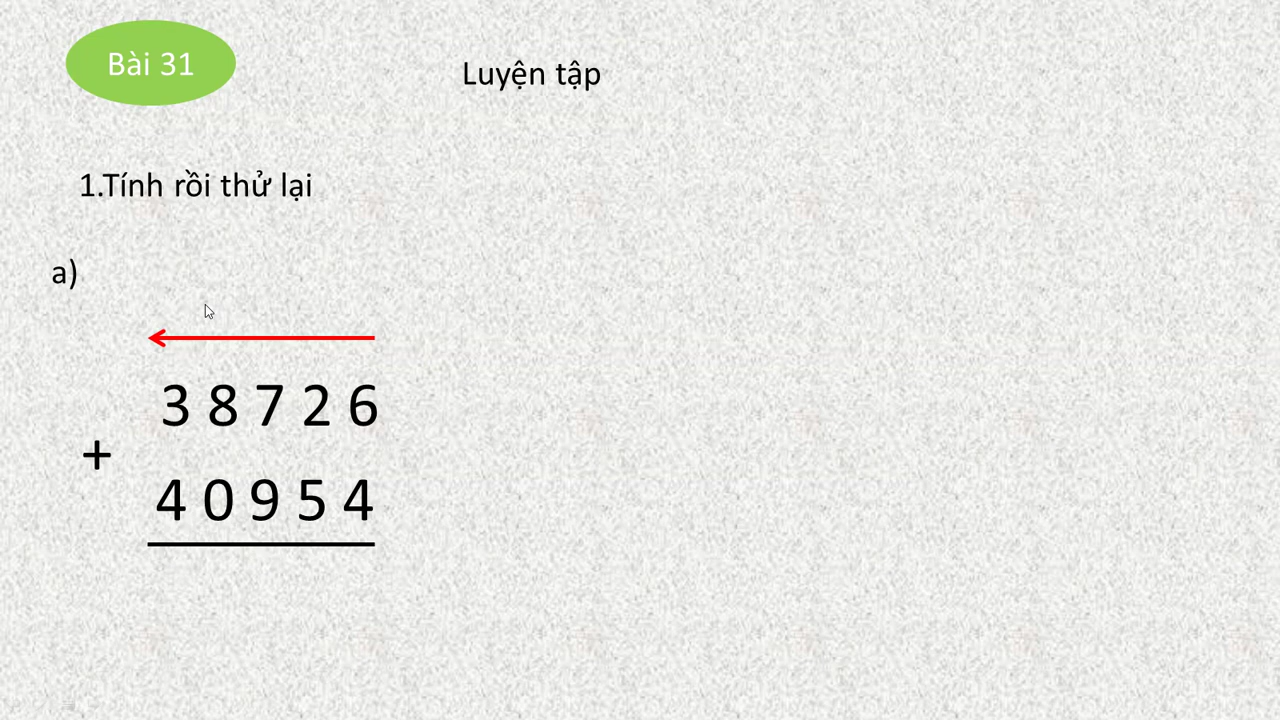 Bài 31
Luyện tập
1.Tính rồi thử lại
a)
3 8 7 2 6
+
4 0 9 5 4